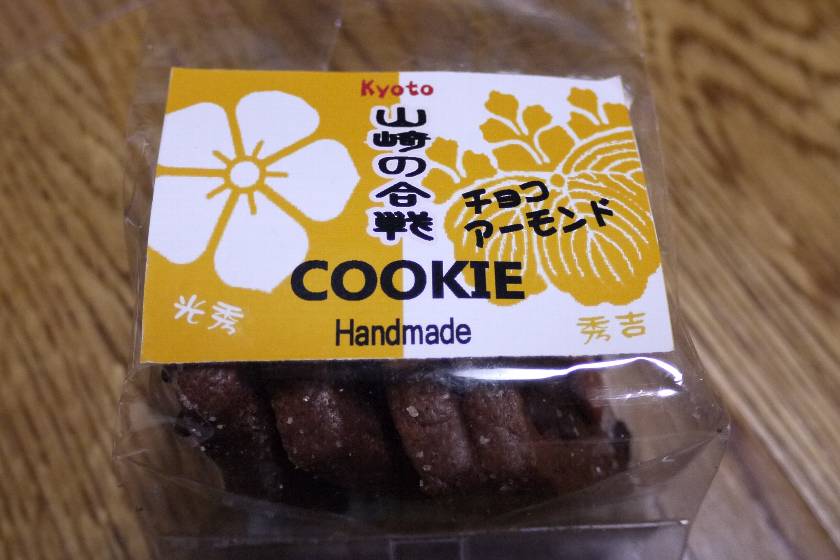 Kyoto
山崎の合戦
チョコ
アーモンド
COOKIE
Handmade
光秀
秀吉